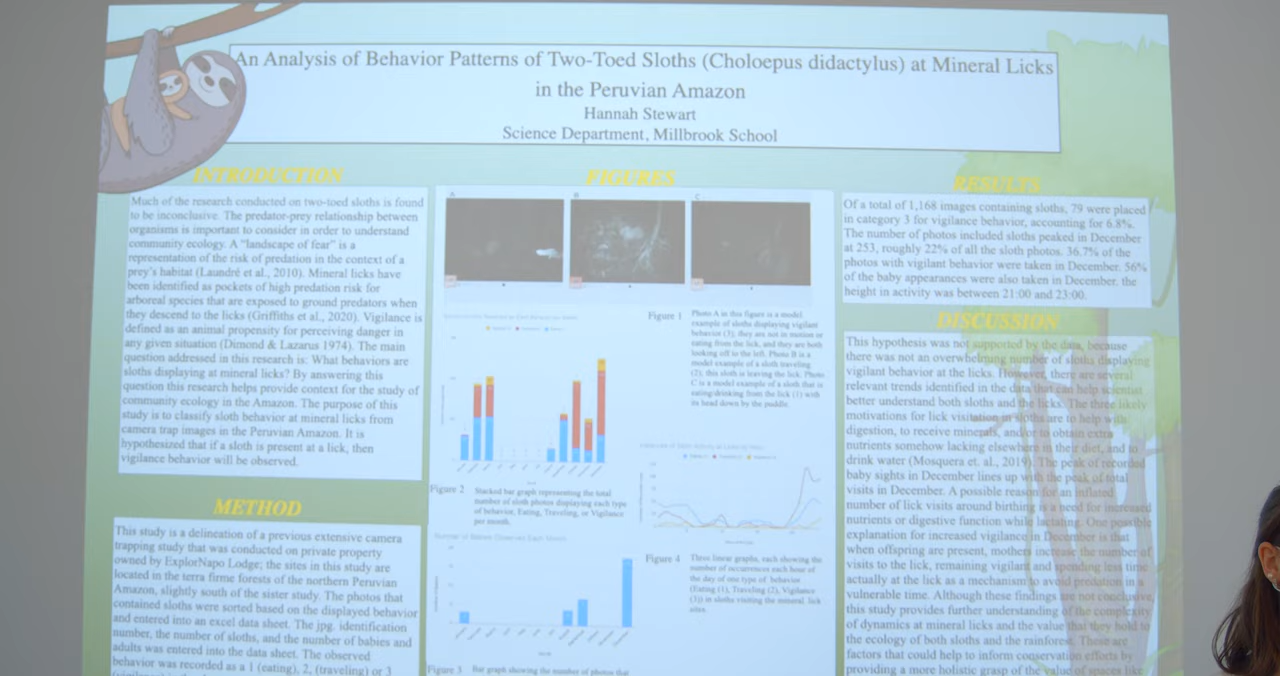 An Analysis of Behavior Patterns of Two-Toed Sloths (Choloepus didactylus) at Mineral Licks
in the Peruvian Amazon
Hannah Stewart
Science Department, Millbrook School
INTRODUCTION
Much of the research conducted on two-toed sloths is found
to be inconclusive. The predator-prey relationship between
organisms is important to consider in order to understand
community ecology. A "landscape of fear" is a
representation of the risk of predation in the context of a
prey's habitat (Laundré et al., 2010). Mineral licks have
been identified as pockets of high predation risk for
arboreal species that are exposed to ground predators when
they descend to the licks (Griffiths et al., 2020). Vigilance is
defined as an animal propensity for perceiving danger in
any given situation (Dimond & Lazarus 1974). The main
question addressed in this research is: What behaviors are
sloths displaying at mineral licks? By answering this
question this research helps provide context for the study of
community ecology in the Amazon. The purpose of this
study is to classify sloth behavior at mineral licks from
camera trap images in the Peruvian Amazon. It is
hypothesized that if a sloth is present at a lick, then
vigilance behavior will be observed.
METHOD
This study is a delineation of a previous extensive camera
trapping study that was conducted on private property
owned by ExplorNapo Lodge; the sites in this study are
located in the terra firme forests of the northern Peruvian
Amazon, slightly south of the sister study. The photos that
contained sloths were sorted based on the displayed behavior
and entered into an excel data sheet. The jpg. identification
number, the number of sloths, and the number of babies and
adults was entered into the data sheet. The observed
behavior was recorded as a 1 (eating), 2, (traveling) or 3
FIGURES
A
B
C
Figure 1
Photo A in this figure is a model
example of sloths displaying vigilant
behavior (3), they are not in motion or
eating from the lick, and they are both
looking off to the left. Photo B is a
model example of a sloth traveling
(2), this sloth is leaving the lick. Photo
C is a model example of a sloth that is
eating/drinking from the lick (1) with
its head down by the puddle.
Figure 2
Stacked bar graph representing the total
number of sloth photos displaying each type
of behavior, Eating, Traveling, or Vigilance
per month.
Number of Babies Observed Each Month
Figure 4
Three linear graphs, each showing the
number of occurrences each hour of
the day of one type of behavior
(Eating (1), Traveling (2), Vigilance
(3)) in sloths visiting the mineral lick
sites.
Figure 3
Bar graph showing the number of photos that
RESULTS
Of a total of 1,168 images containing sloths, 79 were placed
in category 3 for vigilance behavior, accounting for 6.8%.
The number of photos included sloths peaked in December
at 253, roughly 22% of all the sloth photos. 36.7% of the
photos with vigilant behavior were taken in December. 56%
of the baby appearances were also taken in December. the
height in activity was between 21:00 and 23:00.
DISCUSSION
This hypothesis was not supported by the data, because
there was not an overwhelming number of sloths displaying
vigilant behavior at the licks. However, there are several
relevant trends identified in the data that can help scientist
better understand both sloths and the licks. The three likely
motivations for lick visitation in sloths are to help with
digestion, to receive minerals, and/or to obtain extra
nutrients somehow lacking elsewhere in their diet, and to
drink water (Mosquera et. al., 2019). The peak of recorded
baby sights in December lines up with the peak of total
visits in December. A possible reason for an inflated
number of lick visits around birthing is a need for increased
nutrients or digestive function while lactating. One possible
explanation for increased vigilance in December is that
when offspring are present, mothers increase the number of
visits to the lick, remaining vigilant and spending less time
actually at the lick as a mechanism to avoid predation in a
vulnerable time. Although these findings are not conclusive,
this study provides further understanding of the complexity
of dynamics at mineral licks and the value that they hold to
the ecology of both sloths and the rainforest. These are
factors that could help to inform conservation efforts by
providing a more holistic grasp of the value of spaces like